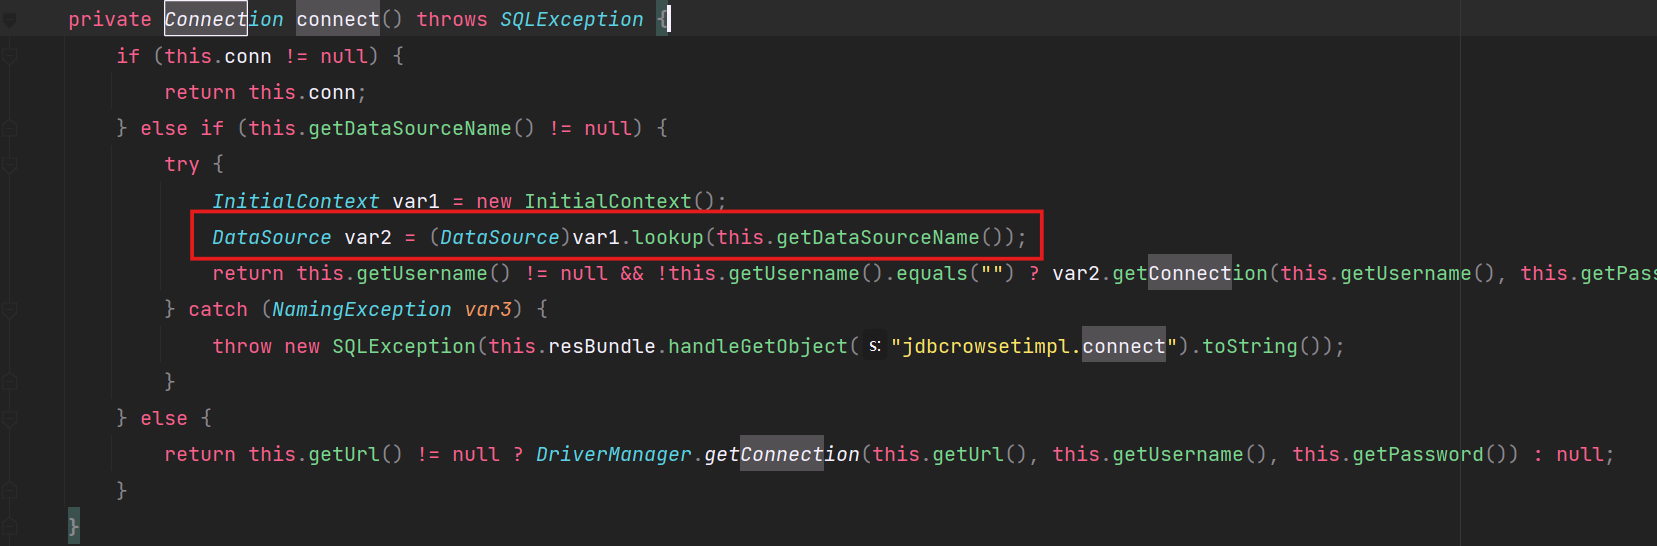 private Connection connect() throws SQLException {
if (this.conn != null) {
return this.conn;
} else if (this.getDataSourceName() != null) {
try {
InitialContext var1 = new InitialContext();
DataSource var2 = (DataSource)var1.lookup(this.getDataSourceName());
return this.getUsername() != null && !this.getUsername().equals("") ? var2.getConnection(this.getUsername(), this.getPass
} catch (NamingException var3) {
throw new SQLException(this.resBundle.handleGetObject( s: "jdbcrowsetimpl.connect").toString());
}
} else {
return this.getUrl() != null ? DriverManager.getConnection(this.getUrl(), this.getUsername(), this.getPassword()) : null;
}
}